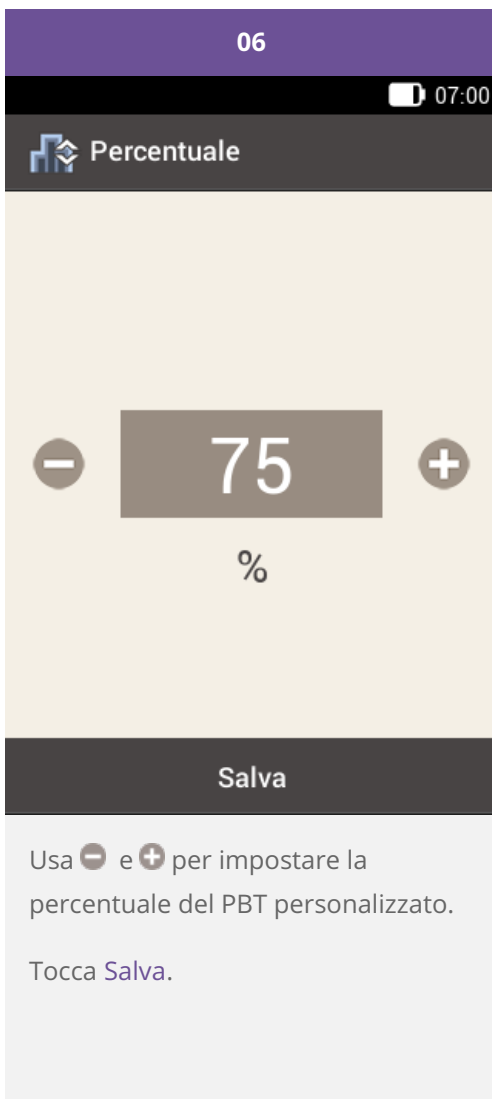 06
07:00
Percentuale
75
%
Salva
Usa e per impostare la
percentuale del PBT personalizzato.
Tocca Salva.